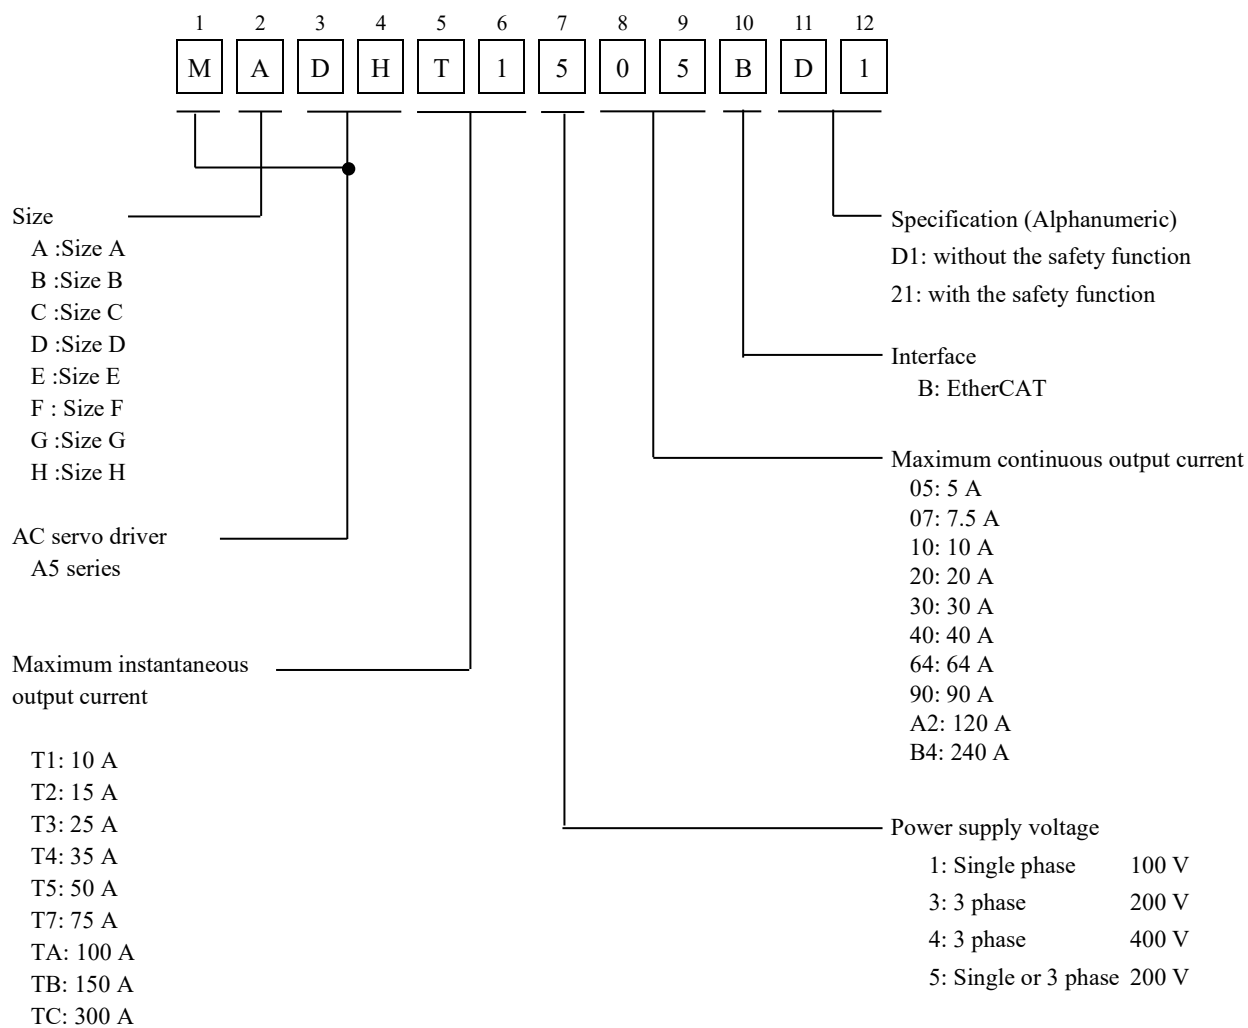 1 2 3 4 5 6 7 8 9 10 11 12
M A D H T 1 5 0 5 B D 1
Size
A :Size A
B :Size B
C :Size C
D :Size D
E :Size E
F : Size F
G :Size G
H :Size H
AC servo driver
A5 series
Maximum instantaneous
output current
T1: 10 A
T2: 15 A
T3: 25 A
T4: 35 A
T5: 50 A
T7: 75 A
TA: 100 A
TB: 150 A
TC: 300 A
Specification (Alphanumeric)
D1: without the safety function
21: with the safety function
Interface
B: EtherCAT
Maximum continuous output current
05: 5 A
07: 7.5 A
10: 10 A
20: 20 A
30: 30 A
40: 40 A
64: 64 A
90: 90 A
A2: 120 A
B4: 240 A
Power supply voltage
1: Single phase 100 V
3: 3 phase 200 V
4: 3 phase 400 V
5: Single or 3 phase 200 V